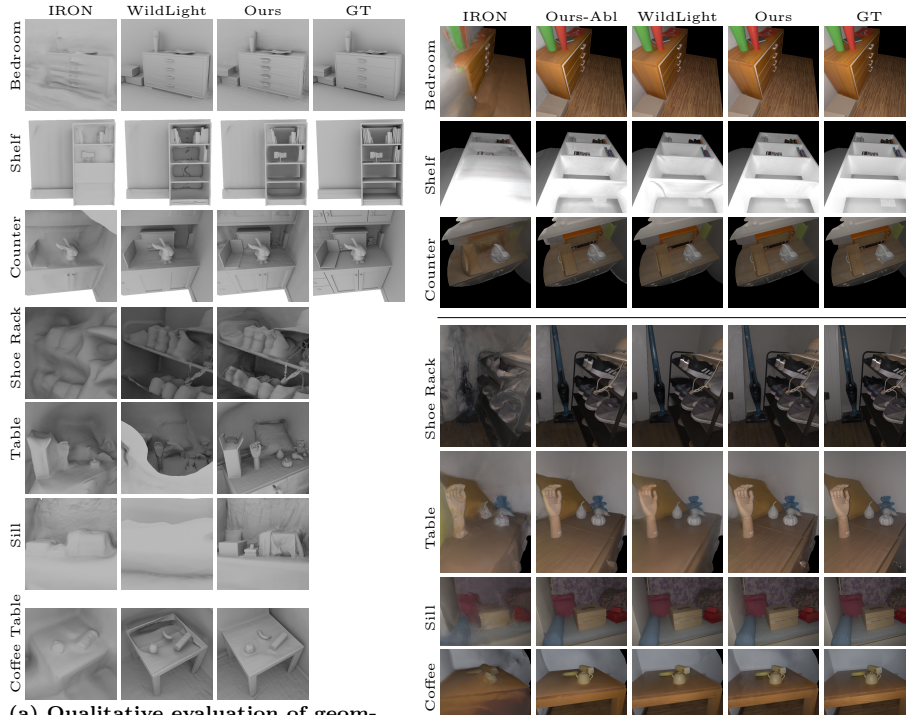 IRON WildLight Ours GT
Bedroom
Shelf
Counter
Shoe Rack
Table
Sill
Coffee Table
(a) Qualitative evaluation of geom-
IRON Ours-Abl WildLight Ours GT
Bedroom
Shelf
Counter
Shoe Rack
Table
Sill
Coffee